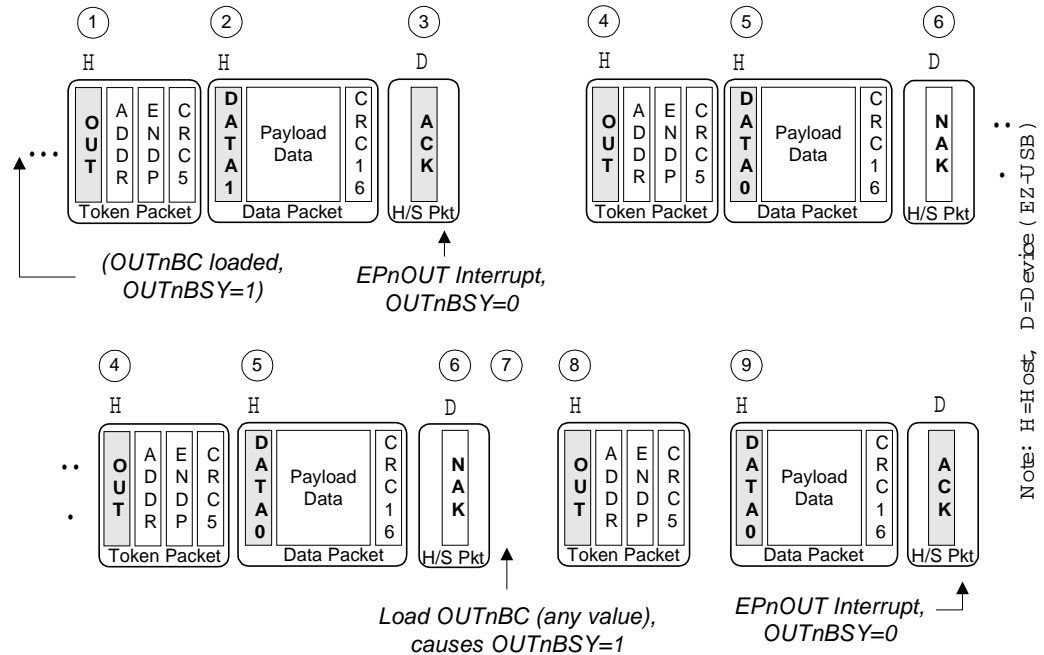 1 2 3 4 5 6
H H D H H D
OUT ADDR ENDP CRC5 DATA1 Payload Data CRC16 ACK OUT ADDR ENDP CRC5 DATA0 Payload Data CRC16 NAK
Token Packet Data Packet H/S Pkt Token Packet Data Packet H/S Pkt
(OUTnBC loaded,
OUTnBSY=1)
EPnOUT Interrupt,
OUTnBSY=0
4 5 6 7 8 9
H H D H H D
OUT ADDR ENDP CRC5 DATA0 Payload Data CRC16 NAK OUT ADDR ENDP CRC5 DATA0 Payload Data CRC16 ACK
Token Packet Data Packet H/S Pkt Token Packet Data Packet H/S Pkt
Load OUTnBC (any value),
causes OUTnBSY=1
EPnOUT Interrupt,
OUTnBSY=0
Note: H=Host, D=Device (EZ-USB)